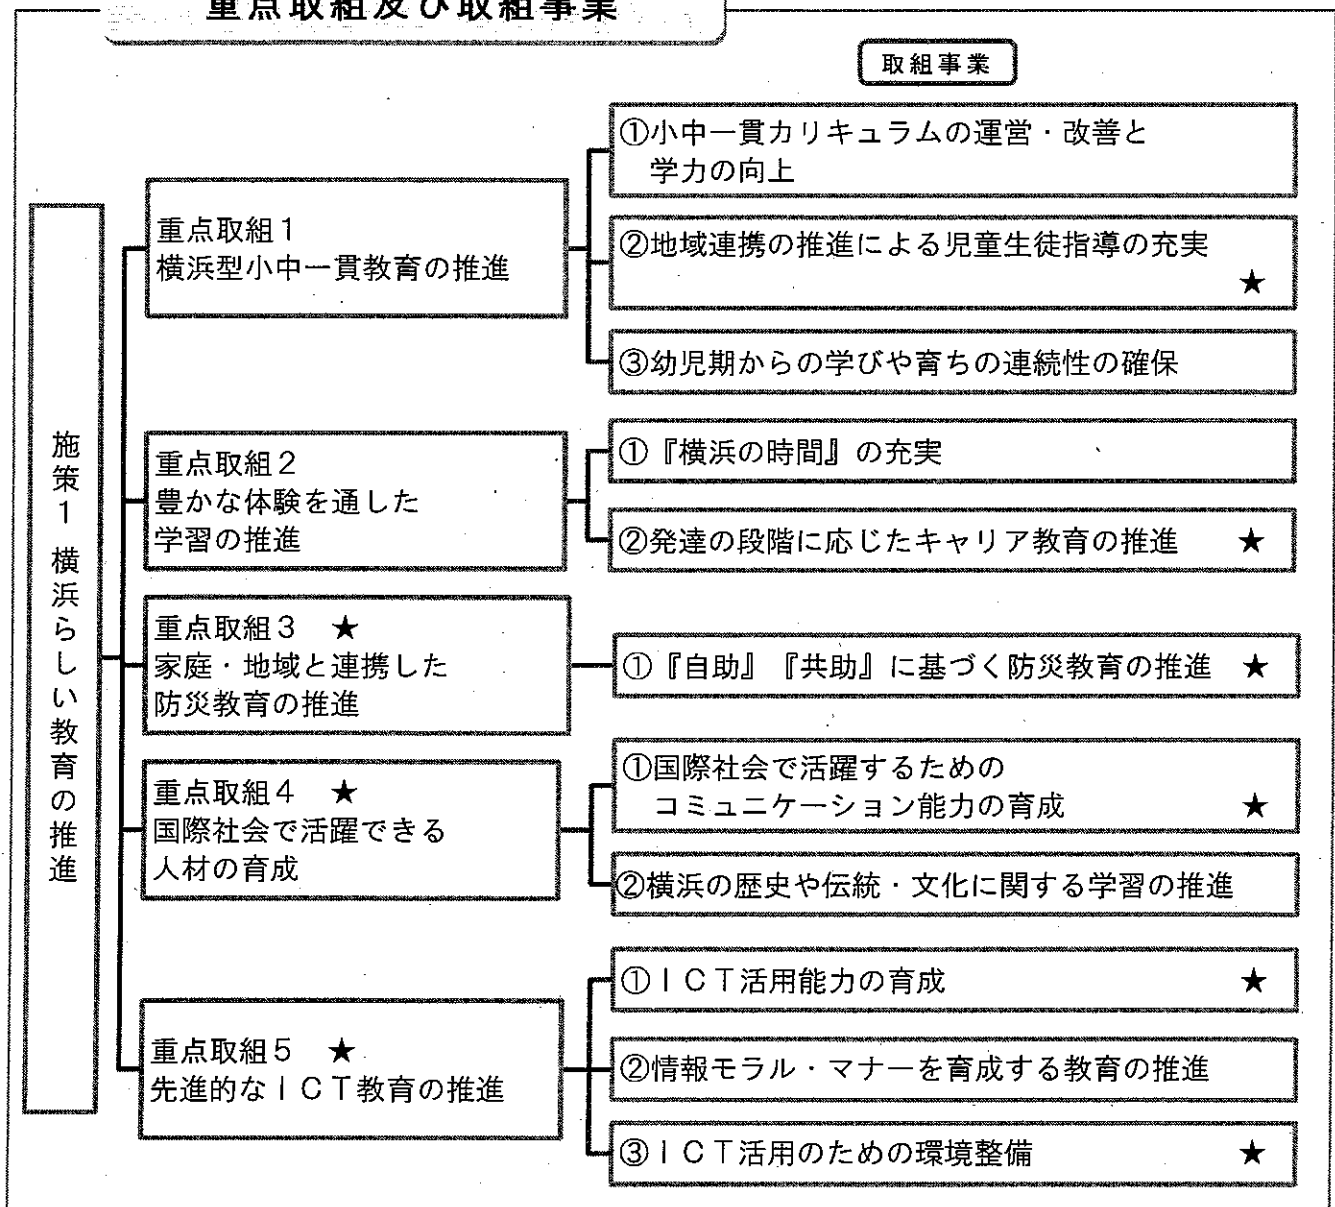 重点取組及び取組事業
取組事業
施策1 横浜らしい教育の推進
重点取組1
横浜型小中一貫教育の推進
①小中一貫カリキュラムの運営・改善と
学力の向上
②地域連携の推進による児童生徒指導の充実
★
③幼児期からの学びや育ちの連続性の確保
重点取組2
豊かな体験を通した
学習の推進
①『横浜の時間』の充実
②発達の段階に応じたキャリア教育の推進 ★
重点取組3 ★
家庭・地域と連携した
防災教育の推進
①『自助』『共助』に基づく防災教育の推進 ★
重点取組4 ★
国際社会で活躍できる
人材の育成
①国際社会で活躍するための
コミュニケーション能力の育成 ★
②横浜の歴史や伝統・文化に関する学習の推進
重点取組5 ★
先進的なICT教育の推進
①ICT活用能力の育成 ★
②情報モラル・マナーを育成する教育の推進
③ICT活用のための環境整備 ★